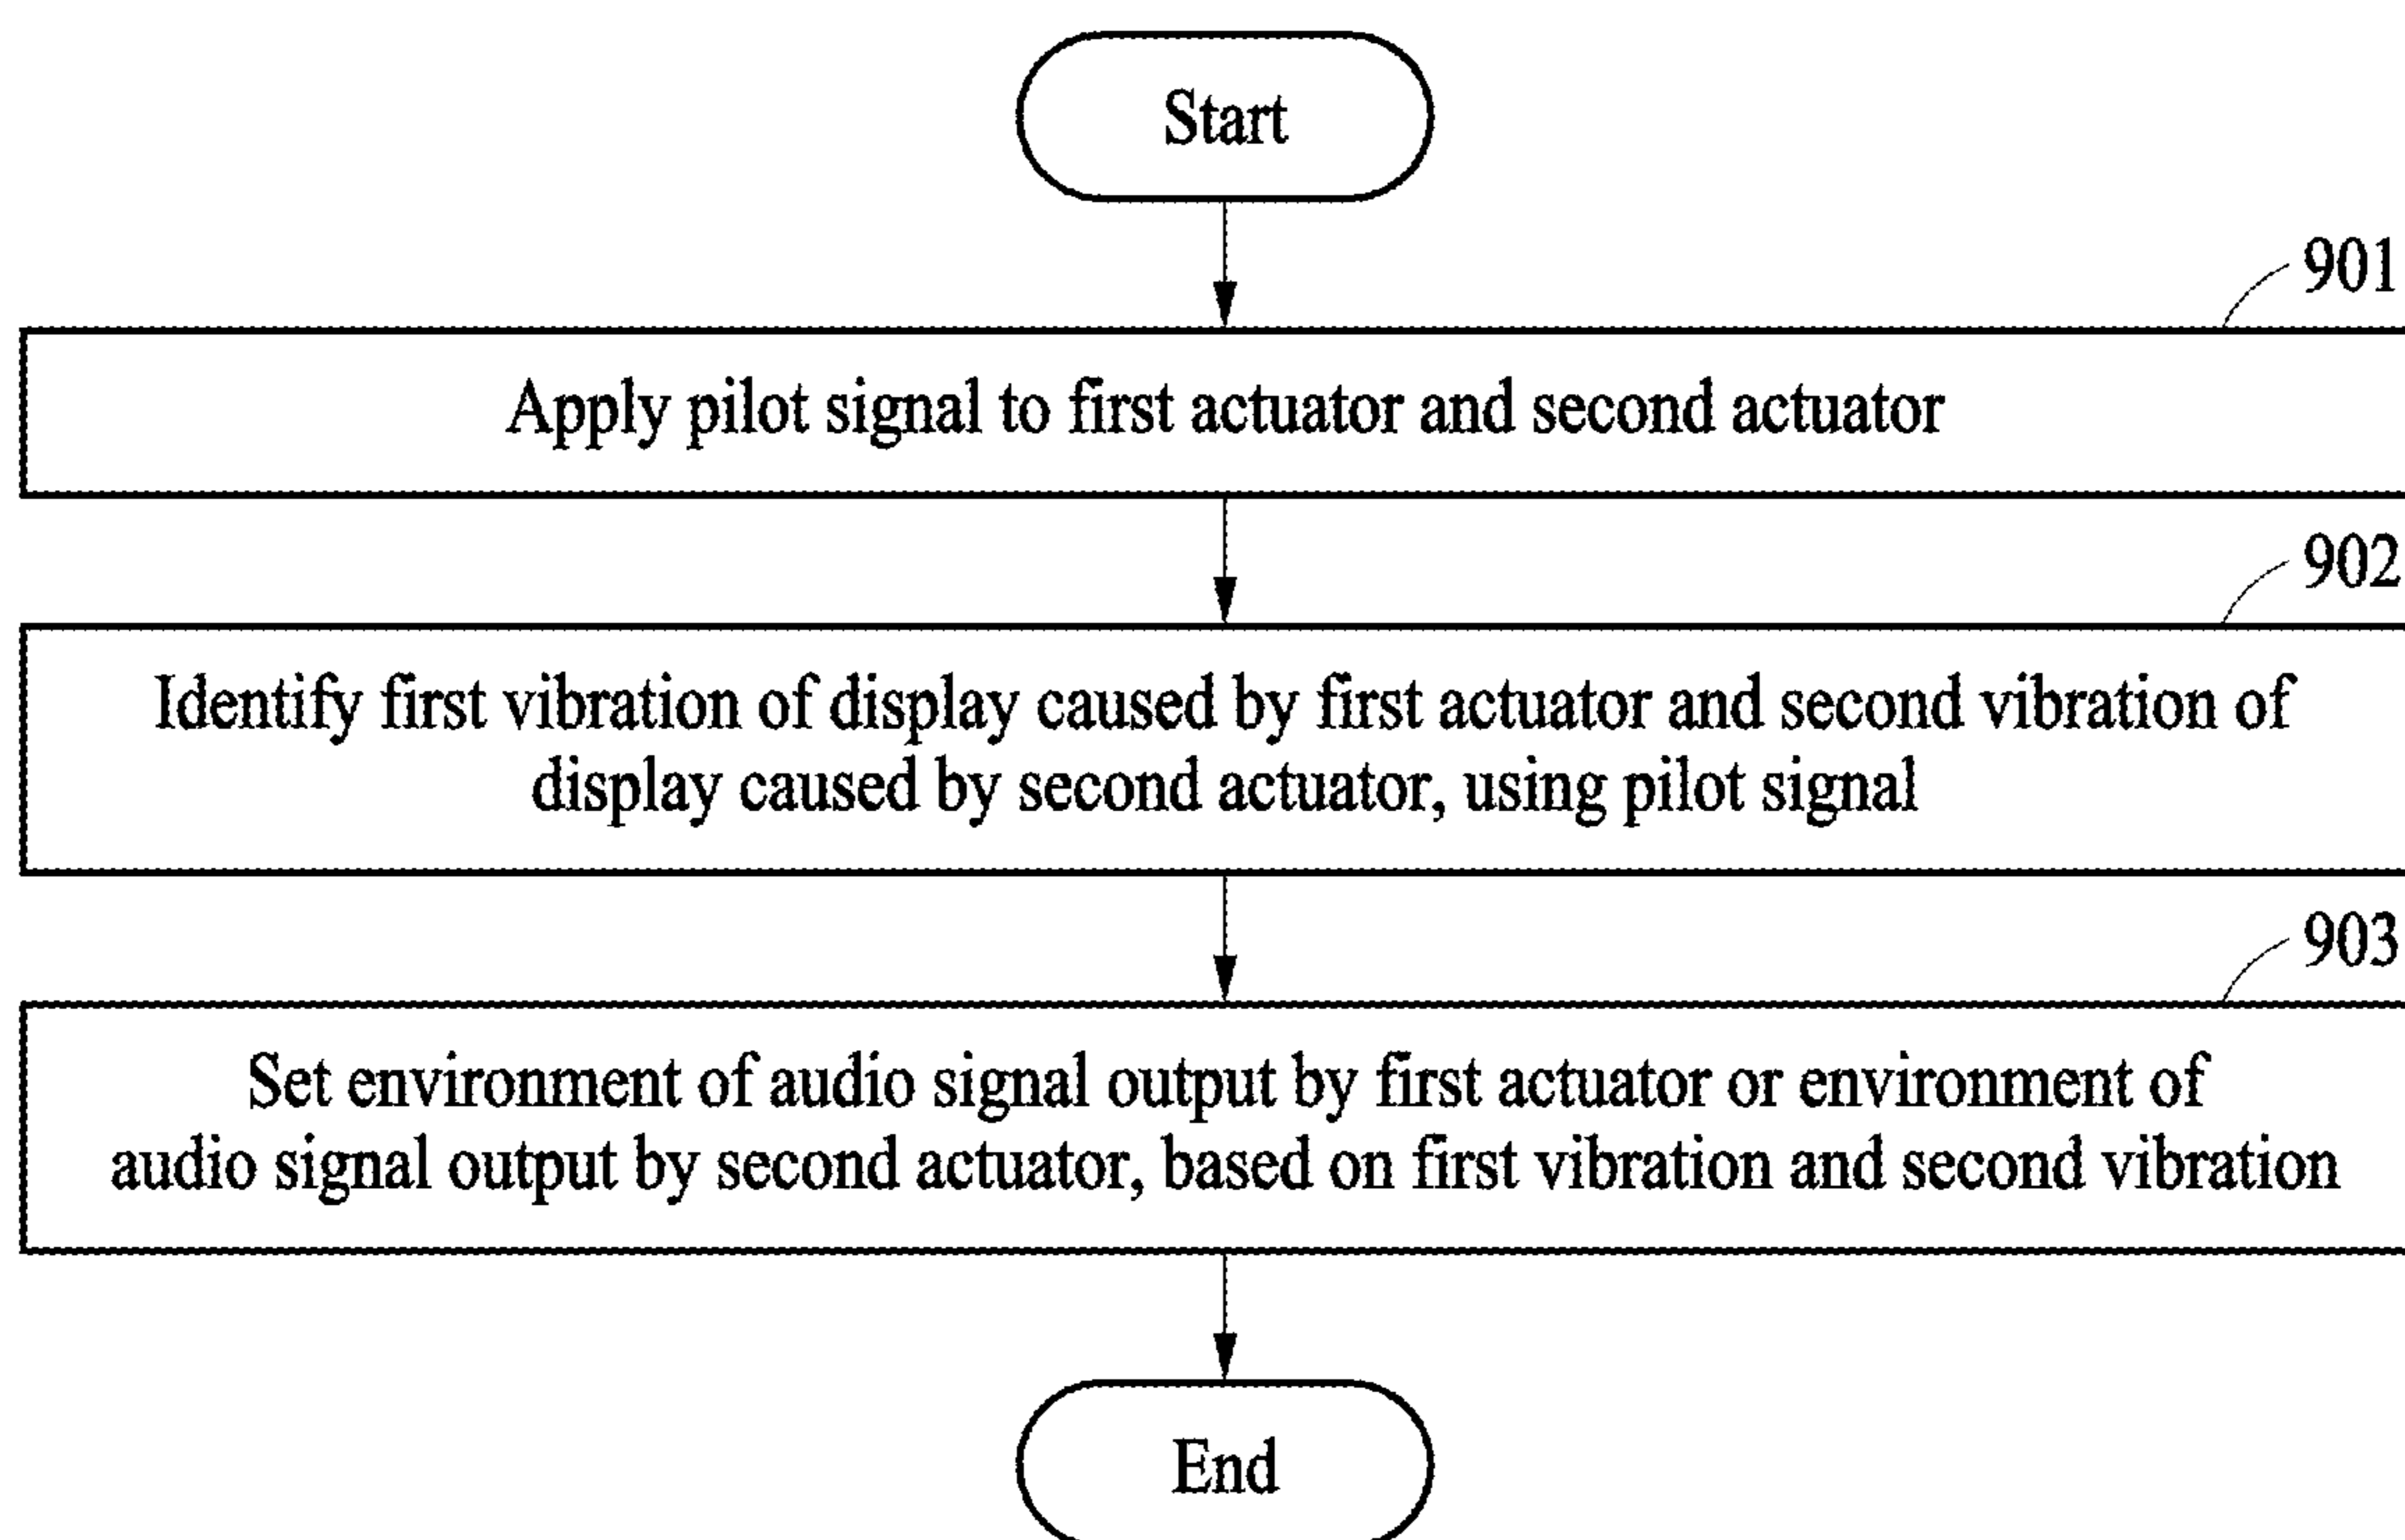 Start
901
Apply pilot signal to first actuator and second actuator
902
Identify first vibration of display caused by first actuator and second vibration of
display caused by second actuator, using pilot signal
903
Set environment of audio signal output by first actuator or environment of
audio signal output by second actuator, based on first vibration and second vibration
End